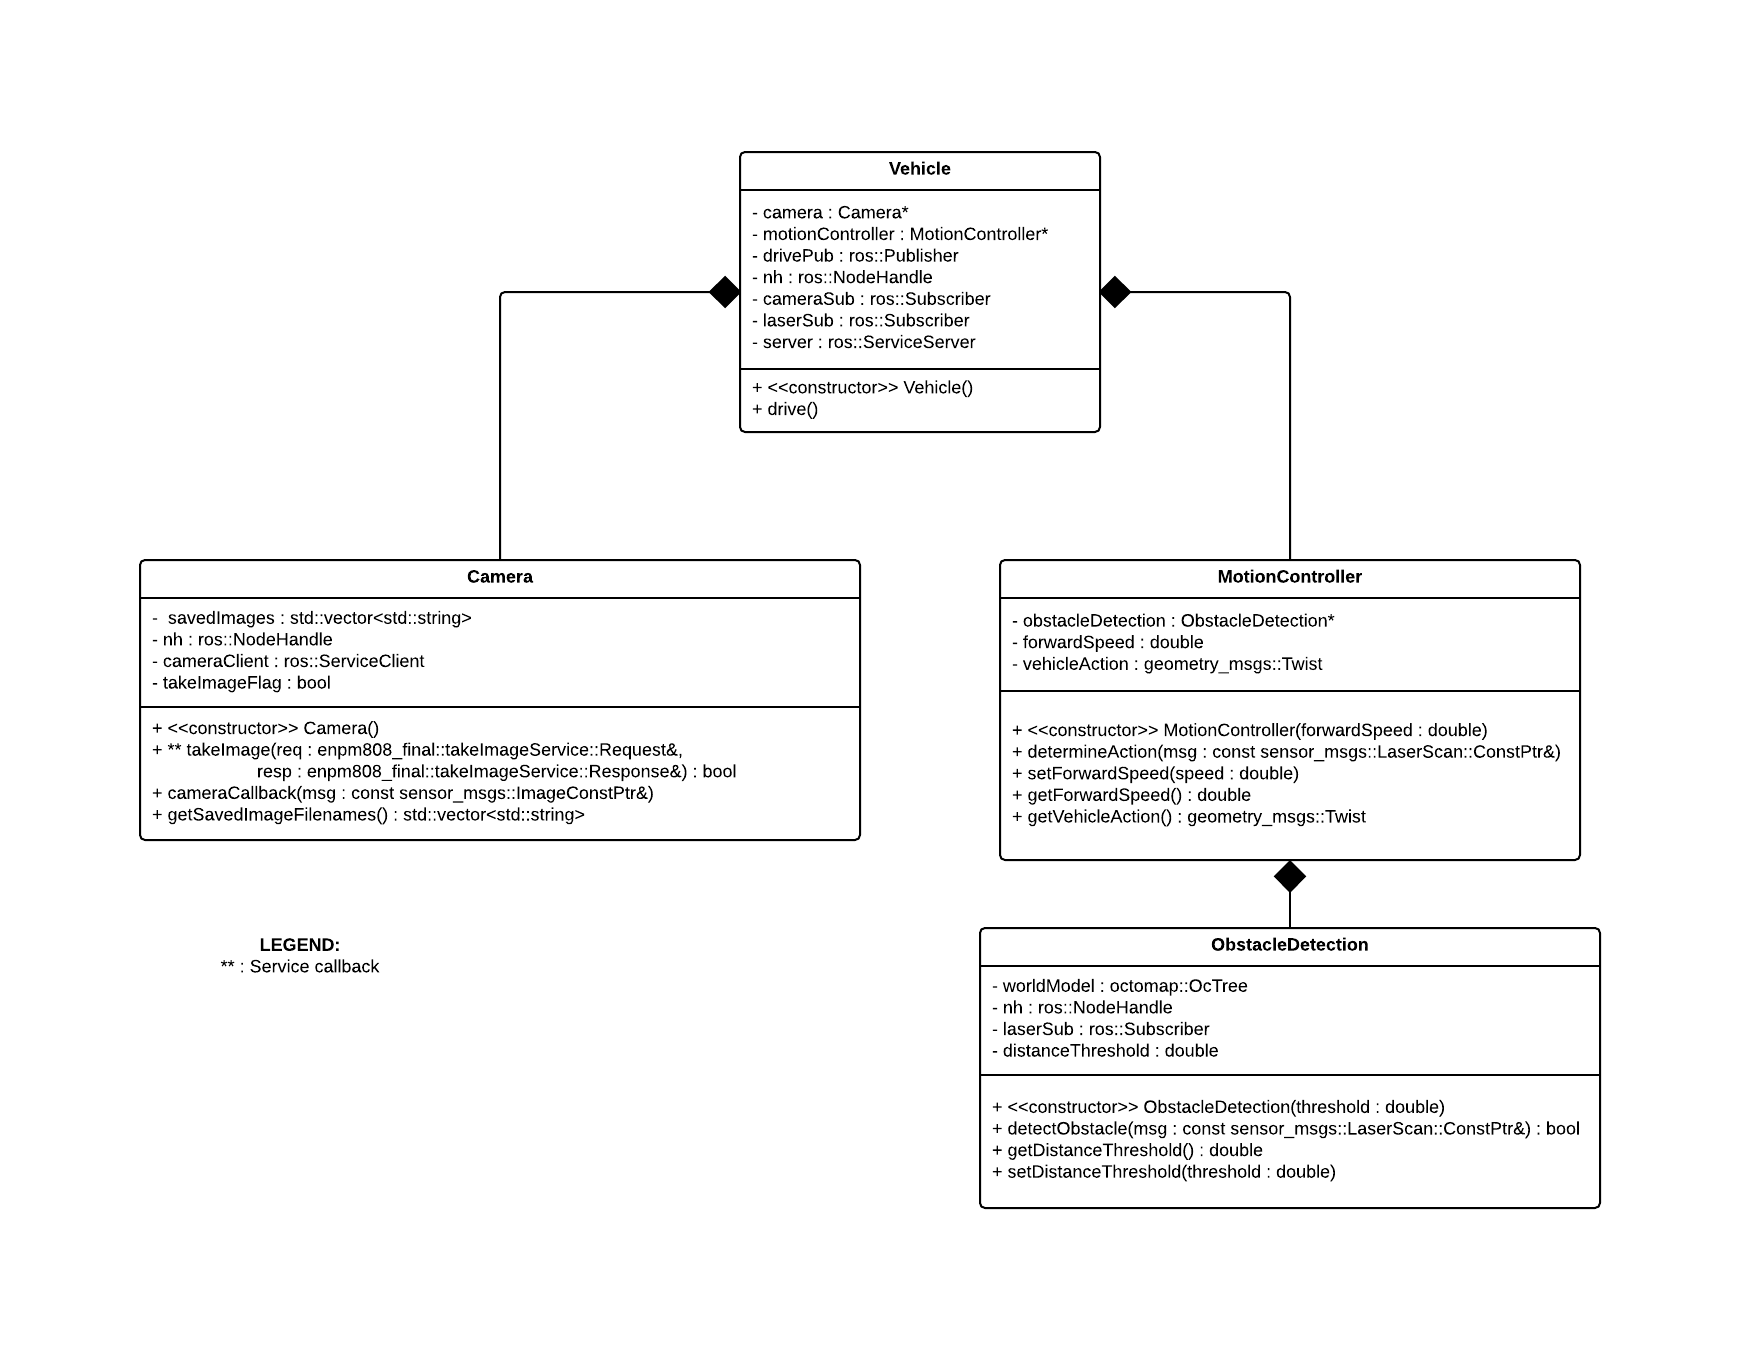 Vehicle
- camera : Camera*
- motionController : MotionController*
- drivePub : ros::Publisher
- nh : ros::NodeHandle
- cameraSub : ros::Subscriber
- laserSub : ros::Subscriber
- server : ros::ServiceServer
+ <<constructor>> Vehicle()
+ drive()
Camera
- savedImages : std::vector<std::string>
- nh : ros::NodeHandle
- cameraClient : ros::ServiceClient
- takeImageFlag : bool
+ <<constructor>> Camera()
+ ** takeImage(req : enpm808_final::takeImageService::Request&,
resp : enpm808_final::takeImageService::Response&) : bool
+ cameraCallback(msg : const sensor_msgs::ImageConstPtr&)
+ getSavedImageFilenames() : std::vector<std::string>
MotionController
- obstacleDetection : ObstacleDetection*
- forwardSpeed : double
- vehicleAction : geometry_msgs::Twist
+ <<constructor>> MotionController(forwardSpeed : double)
+ determineAction(msg : const sensor_msgs::LaserScan::ConstPtr&)
+ setForwardSpeed(speed : double)
+ getForwardSpeed() : double
+ getVehicleAction() : geometry_msgs::Twist
LEGEND:
** : Service callback
ObstacleDetection
- worldModel : octomap::OcTree
- nh : ros::NodeHandle
- laserSub : ros::Subscriber
- distanceThreshold : double
+ <<constructor>> ObstacleDetection(threshold : double)
+ detectObstacle(msg : const sensor_msgs::LaserScan::ConstPtr&) : bool
+ getDistanceThreshold() : double
+ setDistanceThreshold(threshold : double)